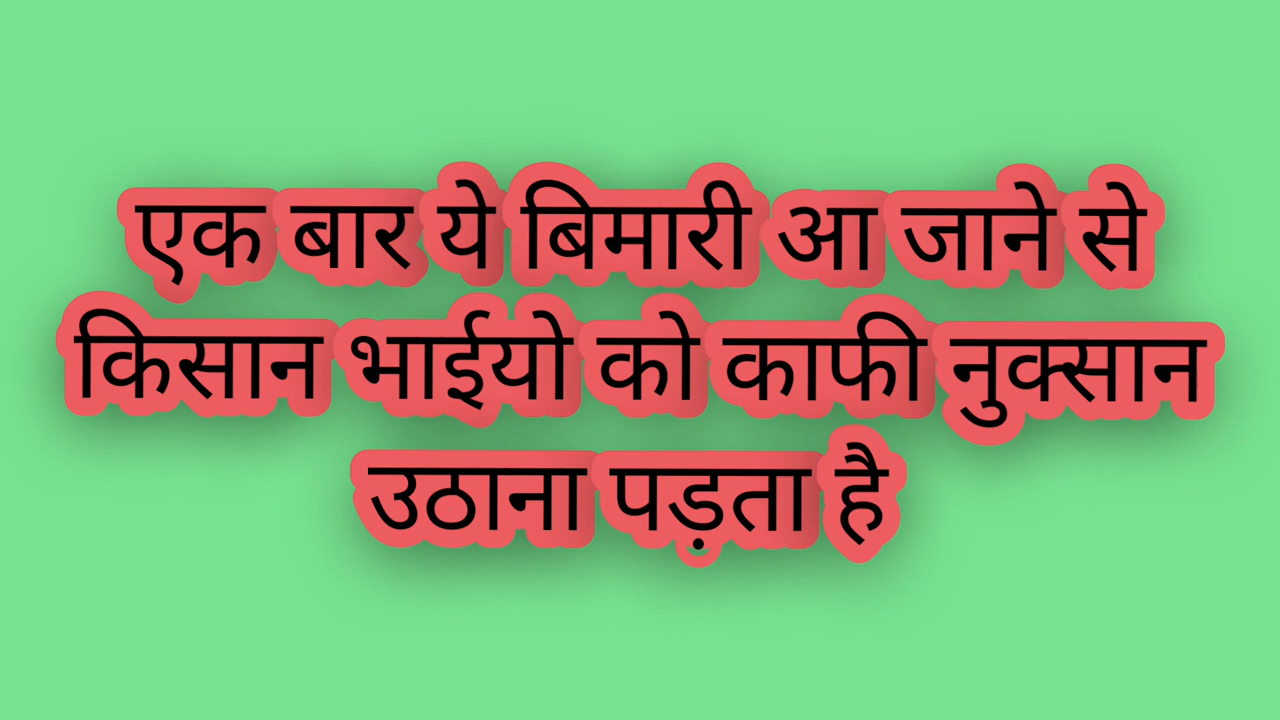 एक बार ये बिमारी आ जाने से
किसान भाईयो को काफी नुक्सान
उठाना पड़ता है